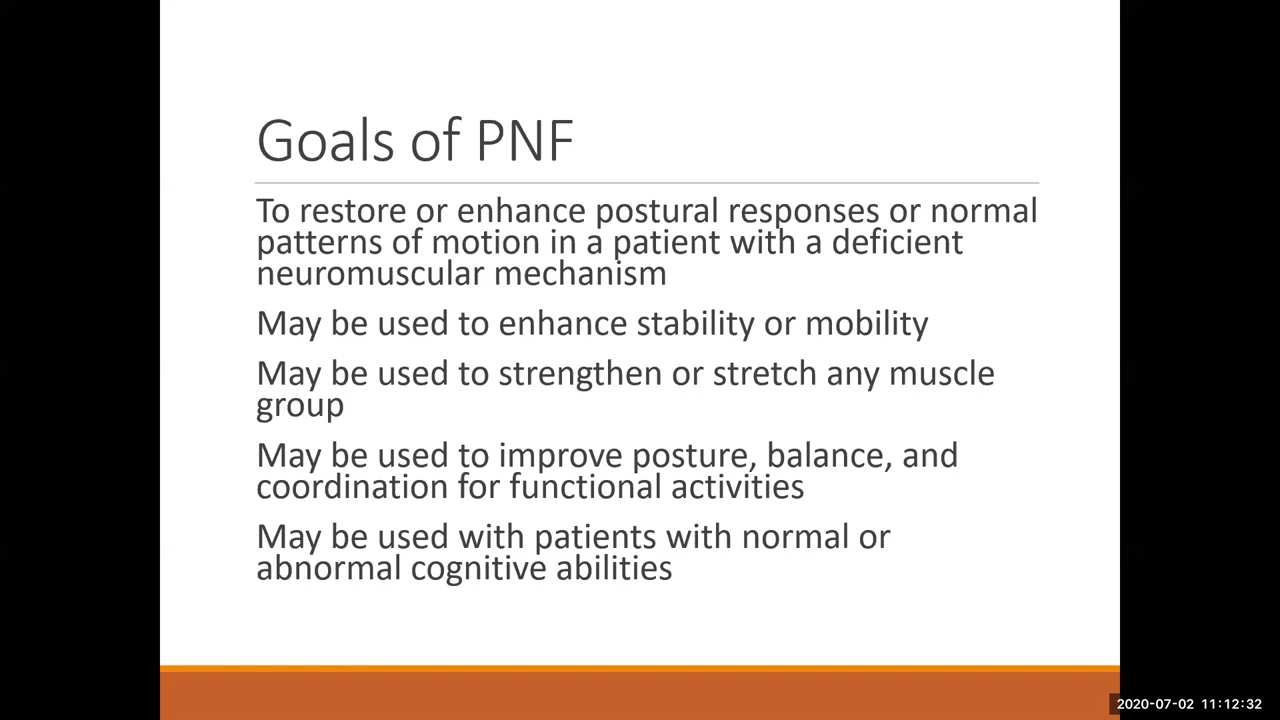 Goals of PNF
To restore or enhance postural responses or normal
patterns of motion in a patient with a deficient
neuromuscular mechanism
May be used to enhance stability or mobility
May be used to strengthen or stretch any muscle
group
May be used to improve posture, balance, and
coordination for functional activities
May be used with patients with normal or
abnormal cognitive abilities
2020-07-02 11:12:32